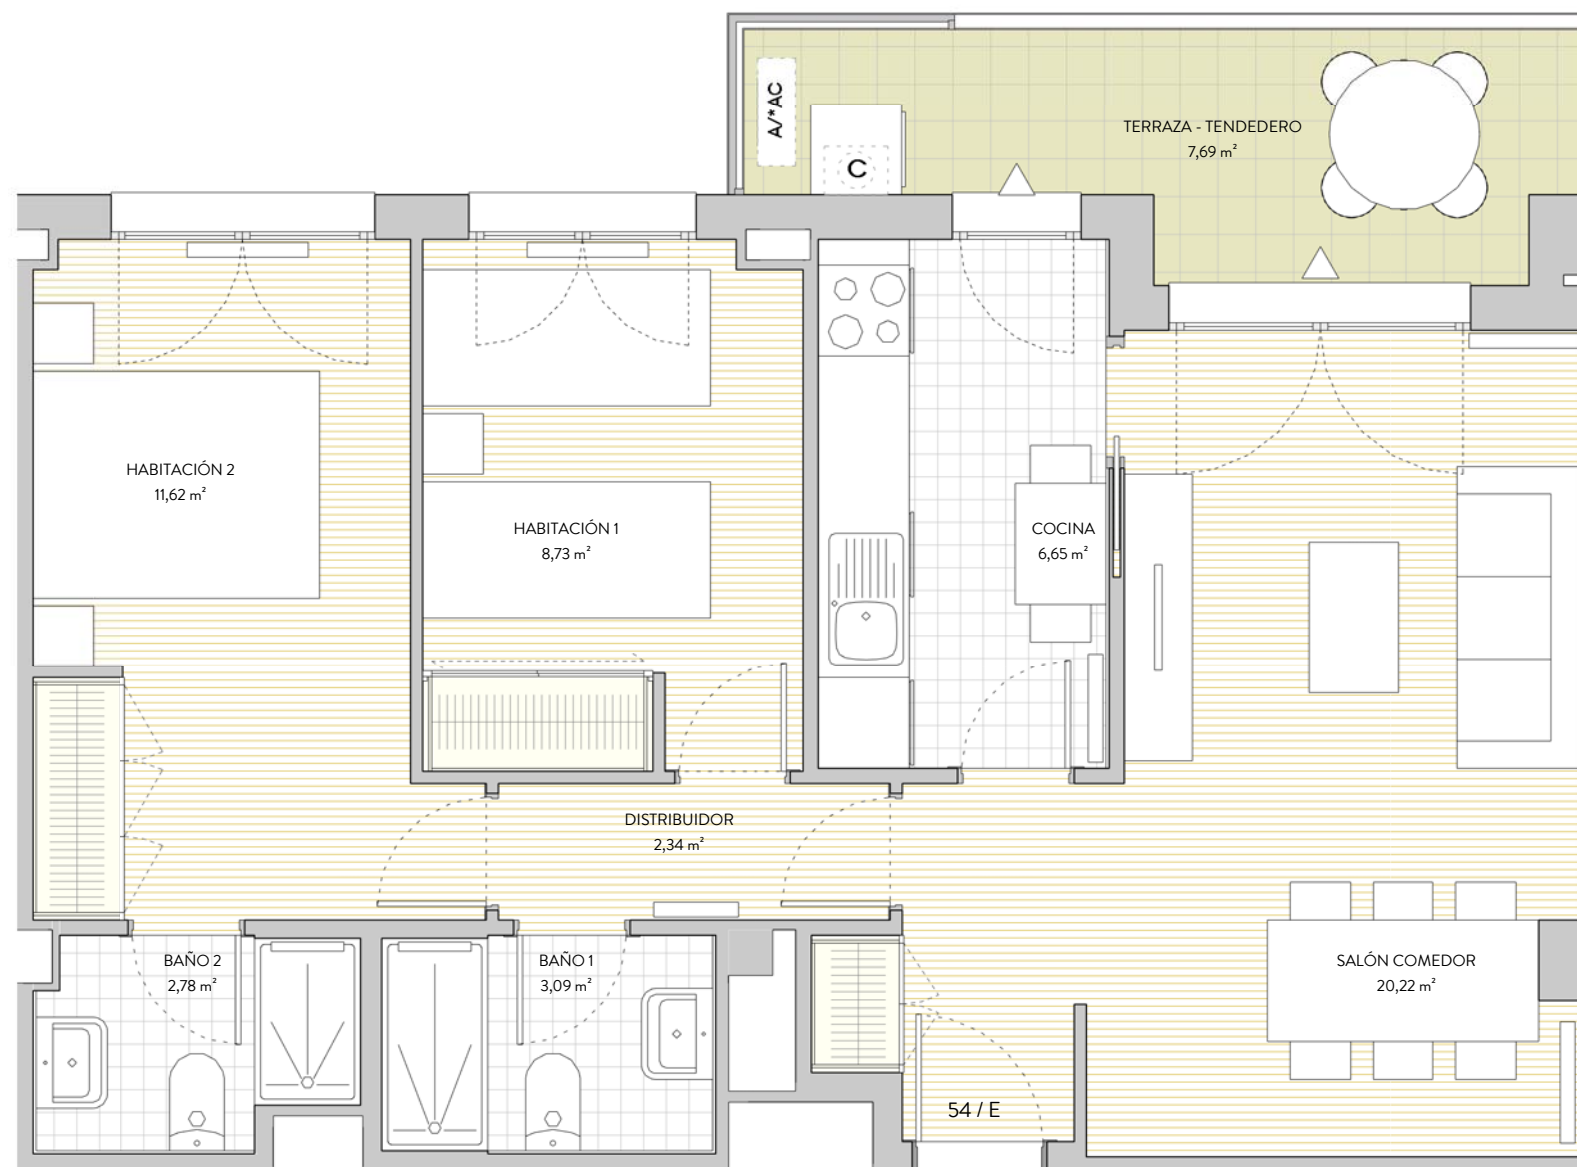 A/*AC
C
TERRAZA - TENDEDERO
7,69 m²
HABITACIÓN 2
11,62 m²
HABITACIÓN 1
8,73 m²
COCINA
6,65 m²
DISTRIBUIDOR
2,34 m²
BAÑO 2
2,78 m²
BAÑO 1
3,09 m²
SALÓN COMEDOR
20,22 m²
54 / E